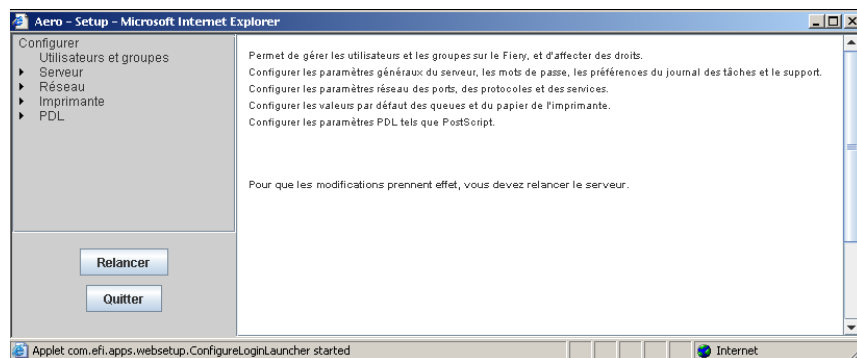 Aero – Setup – Microsoft Internet Explorer
Configurer
Utilisateurs et groupes
Serveur
Réseau
Imprimante
PDL
Permet de gérer les utilisateurs et les groupes sur le Fiery, et d'affecter des droits.
Configurer les paramètres généraux du serveur, les mots de passe, les préférences du journal des tâches et le support.
Configurer les paramètres réseau des ports, des protocoles et des services.
Configurer les valeurs par défaut des queues et du papier de l'imprimante.
Configurer les paramètres PDL tels que PostScript.
Pour que les modifications prennent effet, vous devez relancer le serveur.
Relancer
Quitter
Applet com.efi.apps.websetup.ConfigureLoginLauncher started
Internet